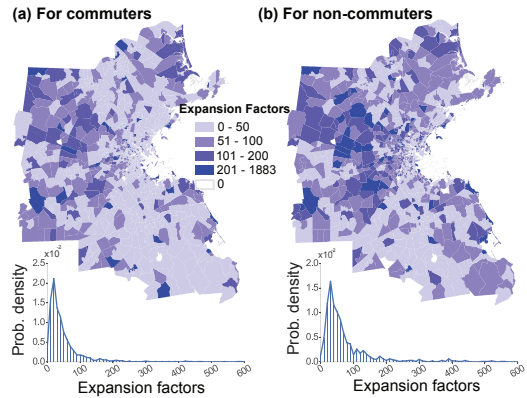 (a) For commuters
(b) For non-commuters
Expansion Factors
0 - 50
51 - 100
101 - 200
201 - 1883
0
x10⁻²
2.5
2.0
1.5
1.0
0.5
0.0
Prob. density
0 100 200 300 400 500 600
Expansion factors
x10⁻²
2.0
1.5
1.0
0.5
0.0
Prob. density
0 100 200 300 400 500 600
Expansion factors